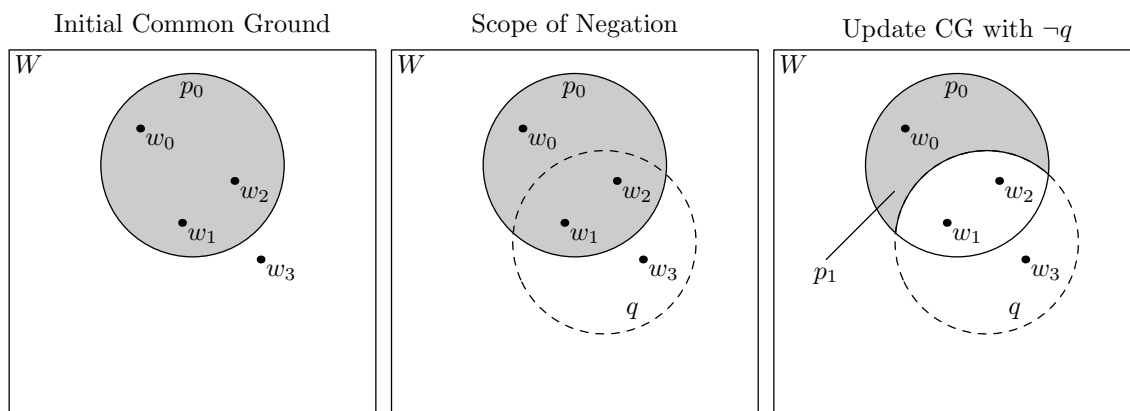 Initial Common Ground
W
p₀
w₀
w₂
w₁
w₃
Scope of Negation
W
p₀
w₀
w₂
w₁
w₃
q
Update CG with ¬q
W
p₀
w₀
w₂
w₁
w₃
p₁
q